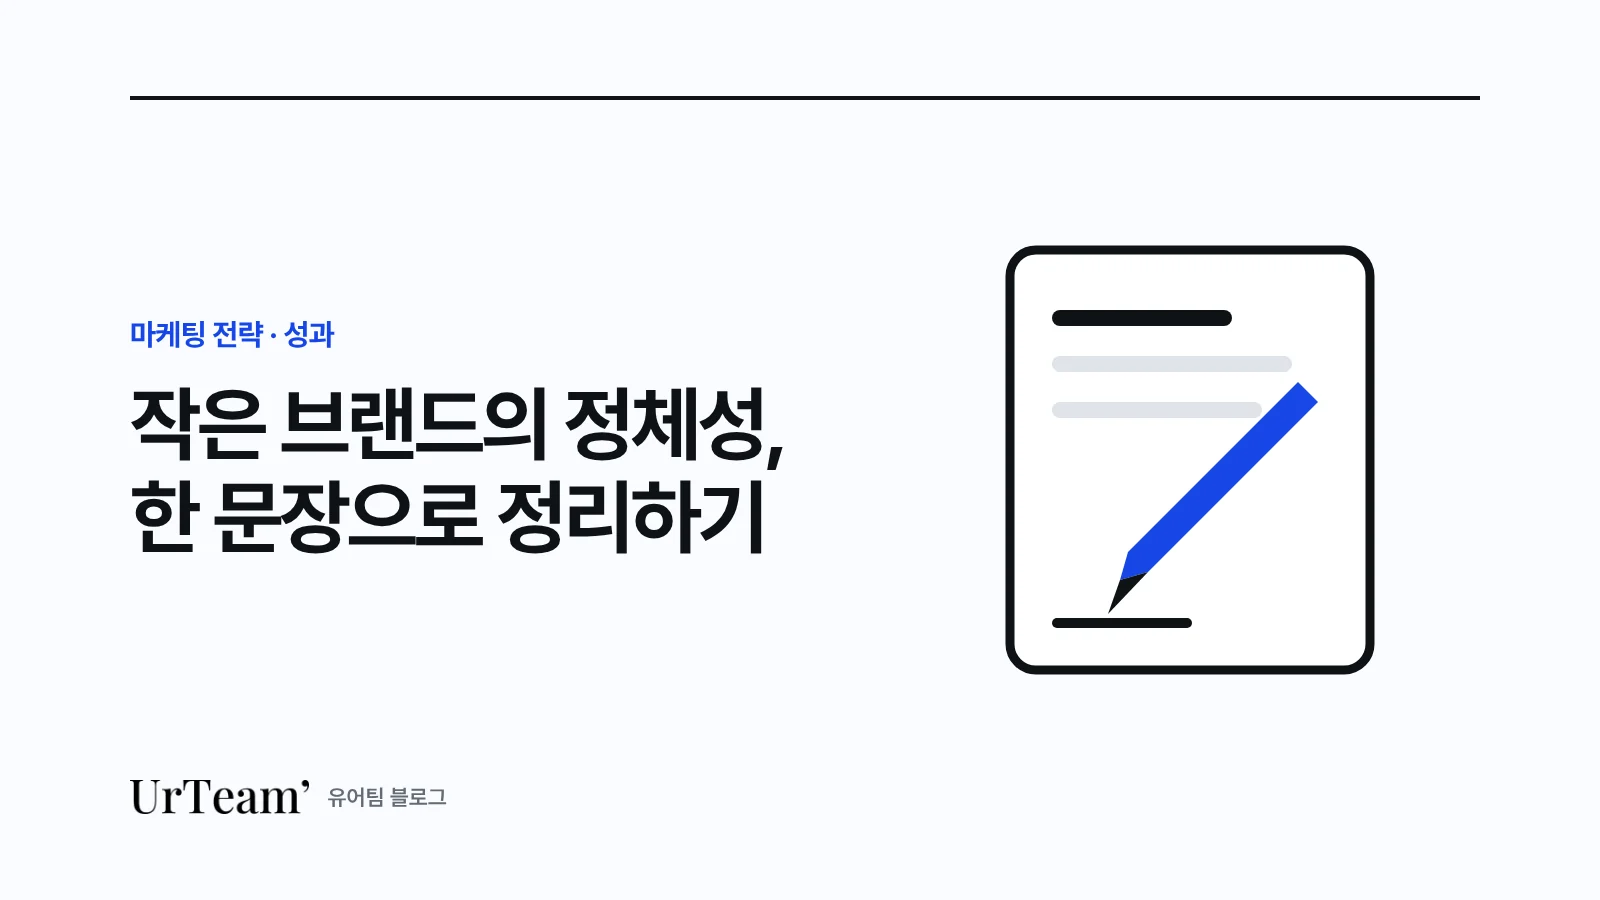 마케팅 전략 · 성과
작은 브랜드의 정체성,
한 문장으로 정리하기
UrTeam’ 유어팀 블로그